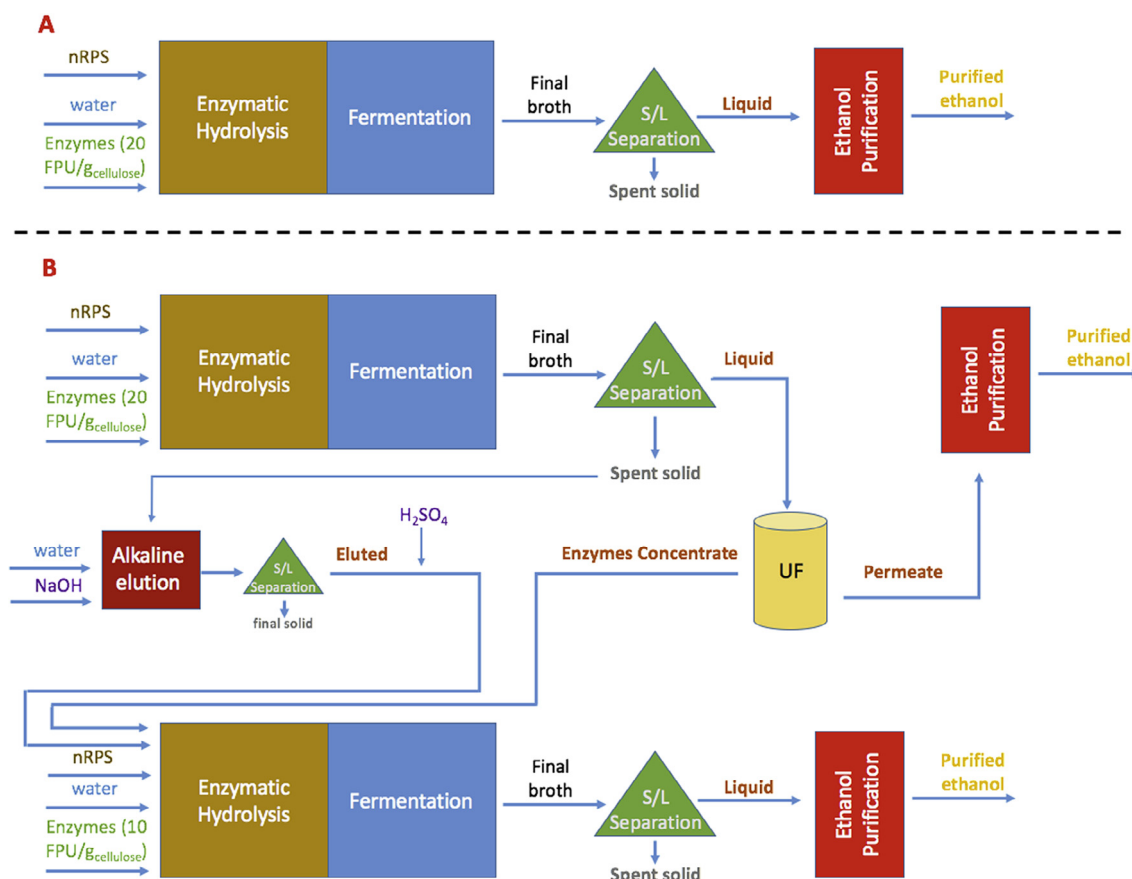 A
nRPS
water
Enzymes (20
FPU/gcellulose)
Enzymatic
Hydrolysis
Fermentation
Final
broth
S/L
Separation
Spent solid
Liquid
Ethanol
Purification
Purified
ethanol
B
nRPS
water
Enzymes (20
FPU/gcellulose)
Enzymatic
Hydrolysis
Fermentation
Final
broth
S/L
Separation
Spent solid
Liquid
Ethanol
Purification
Purified
ethanol
water
NaOH
Alkaline
elution
S/L
Separation
final solid
Eluted
H₂SO₄
Enzymes Concentrate
UF
Permeate
nRPS
water
Enzymes (10
FPU/gcellulose)
Enzymatic
Hydrolysis
Fermentation
Final
broth
S/L
Separation
Spent solid
Liquid
Ethanol
Purification
Purified
ethanol